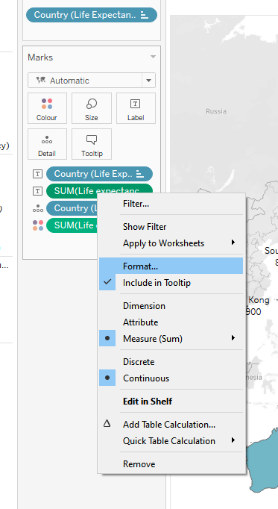 Country (Life Expectan..
Marks
Automatic
Russia
Colour
Size
Label
Detail
Tooltip
Country (Life Exp...
SUM(Life expectanc
Country (L
SUM(Life e
Filter...
Show Filter
Apply to Worksheets
Format...
Include in Tooltip
Dimension
Attribute
Measure (Sum)
Discrete
Continuous
Edit in Shelf
Add Table Calculation...
Quick Table Calculation
Remove
Sou
Kong
900
nesia